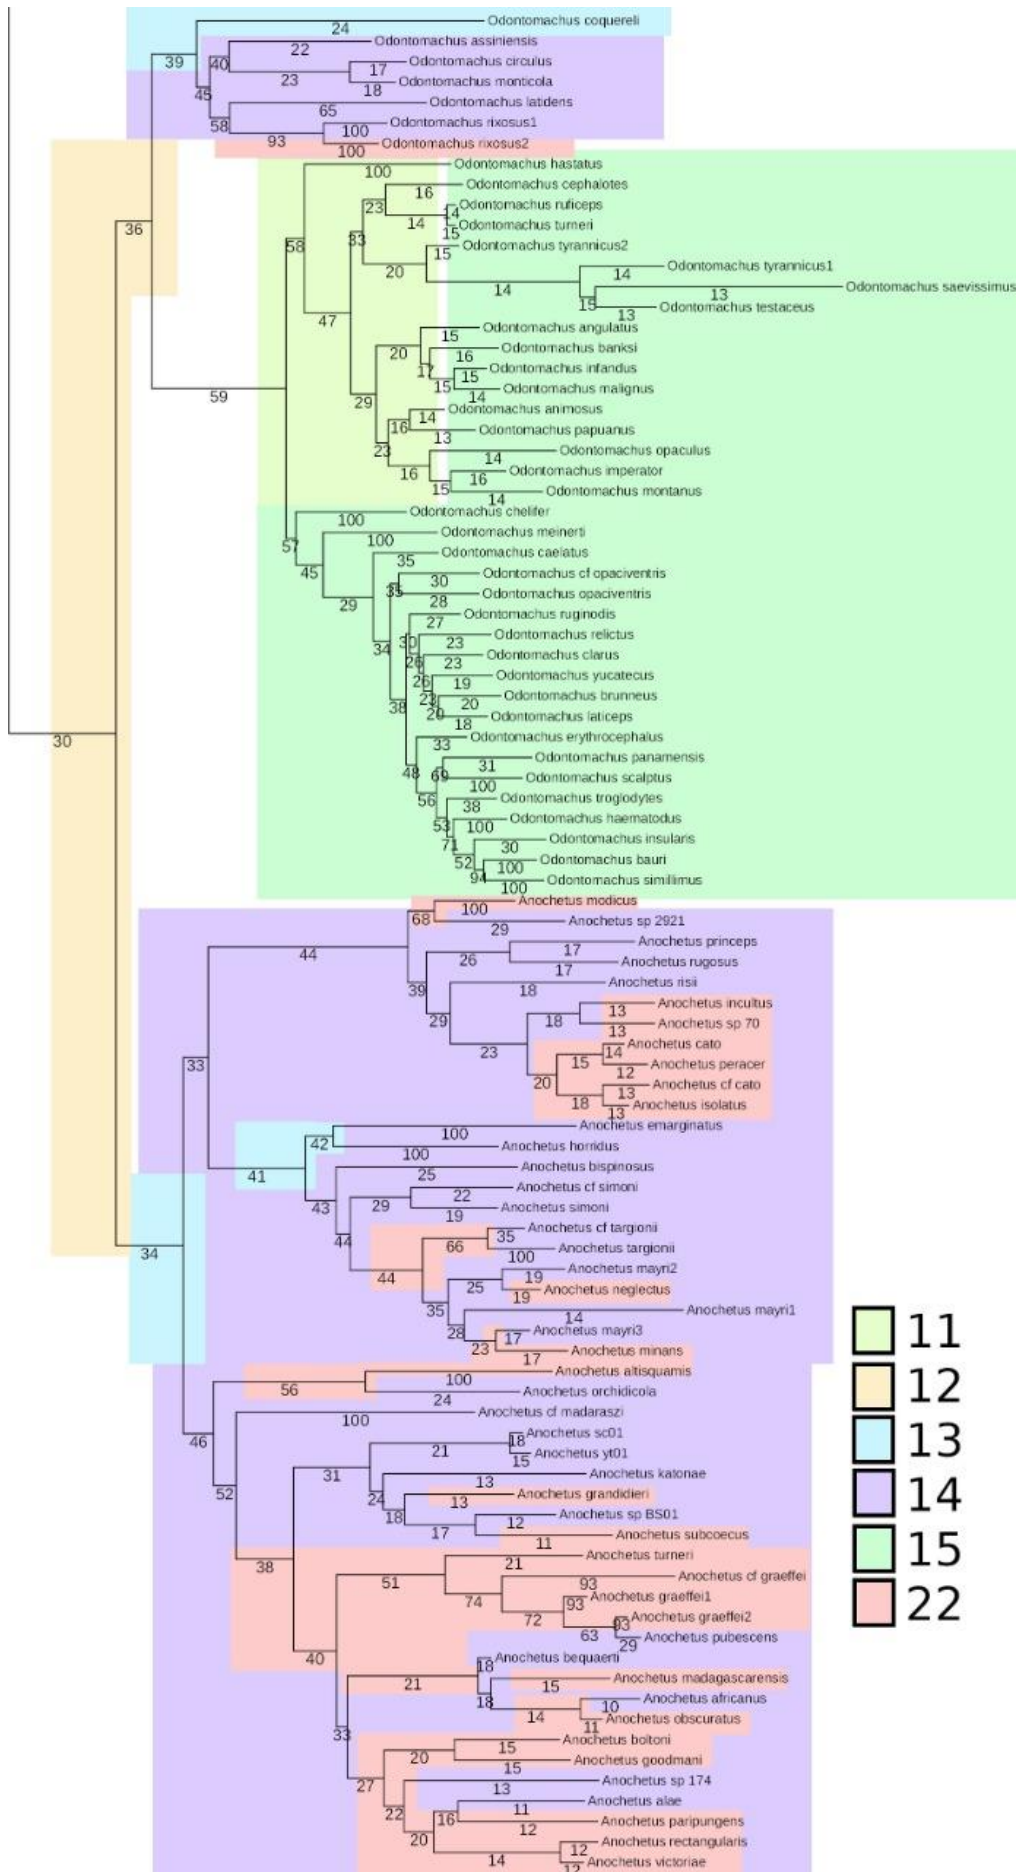 Odontomachus coquereli
24
Odontomachus assiniensis
39
22
40
Odontomachus circulus
17
23
Odontomachus monticola
18
45
Odontomachus latidens
65
58
Odontomachus rixosus1
100
93
Odontomachus rixosus2
100
Odontomachus hastatus
100
Odontomachus cephalotes
16
23
Odontomachus ruficeps
14
14
Odontomachus turneri
15
36
33
58
Odontomachus tyrannicus2
15
20
Odontomachus tyrannicus1
14
14
Odontomachus saevissimus
13
15
Odontomachus testaceus
13
47
Odontomachus angulatus
15
20
Odontomachus banksi
16
17
Odontomachus infandus
15
15
Odontomachus malignus
14
59
29
Odontomachus animosus
14
16
Odontomachus papuanus
13
23
Odontomachus opaculus
14
16
Odontomachus imperator
16
15
Odontomachus montanus
14
Odontomachus chelifer
100
57
Odontomachus meinerti
100
45
Odontomachus caelatus
35
29
Odontomachus cf opaciventris
30
35
Odontomachus opaciventris
28
34
Odontomachus ruginodis
27
30
Odontomachus relictus
23
26
Odontomachus clarus
23
26
Odontomachus yucatecus
19
23
Odontomachus brunneus
20
20
Odontomachus laticeps
18
38
Odontomachus erythrocephalus
33
48
30
Odontomachus panamensis
31
69
Odontomachus scalptus
100
56
Odontomachus troglodytes
38
53
Odontomachus haematodus
100
71
Odontomachus insularis
30
52
Odontomachus bauri
100
94
Odontomachus simillimus
100
Anochetus modicus
100
68
Anochetus sp 2921
29
44
Anochetus princeps
17
26
Anochetus rugosus
17
39
Anochetus risii
18
29
Anochetus incultus
13
18
Anochetus sp 70
13
23
Anochetus cato
14
15
Anochetus peracer
12
33
20
Anochetus cf cato
13
18
Anochetus isolatus
13
Anochetus emarginatus
100
42
Anochetus horridus
100
41
Anochetus bispinosus
25
43
Anochetus cf simoni
22
29
Anochetus simoni
19
44
34
Anochetus cf targionii
35
66
Anochetus targionii
100
44
Anochetus mayri2
19
25
Anochetus neglectus
19
35
Anochetus mayri1
14
28
Anochetus mayri3
17
23
Anochetus minans
17
11
Anochetus altisquamis
100
56
Anochetus orchidicola
24
12
46
Anochetus cf madaraszi
100
13
Anochetus sc01
18
21
Anochetus yt01
15
31
Anochetus katonae
13
24
52
14
Anochetus grandidieri
13
18
Anochetus sp BS01
12
17
Anochetus subcoecus
11
15
38
Anochetus turneri
21
51
Anochetus cf graeffei
93
74
Anochetus graeffei1
93
72
22
Anochetus graeffei2
93
63
Anochetus pubescens
29
40
Anochetus bequaerti
18
21
Anochetus madagascarensis
15
18
Anochetus africanus
10
14
Anochetus obscuratus
11
33
Anochetus boltoni
15
20
Anochetus goodmani
15
27
Anochetus sp 174
13
22
Anochetus alae
11
16
Anochetus paripungens
12
20
Anochetus rectangularis
12
14
Anochetus victoriae